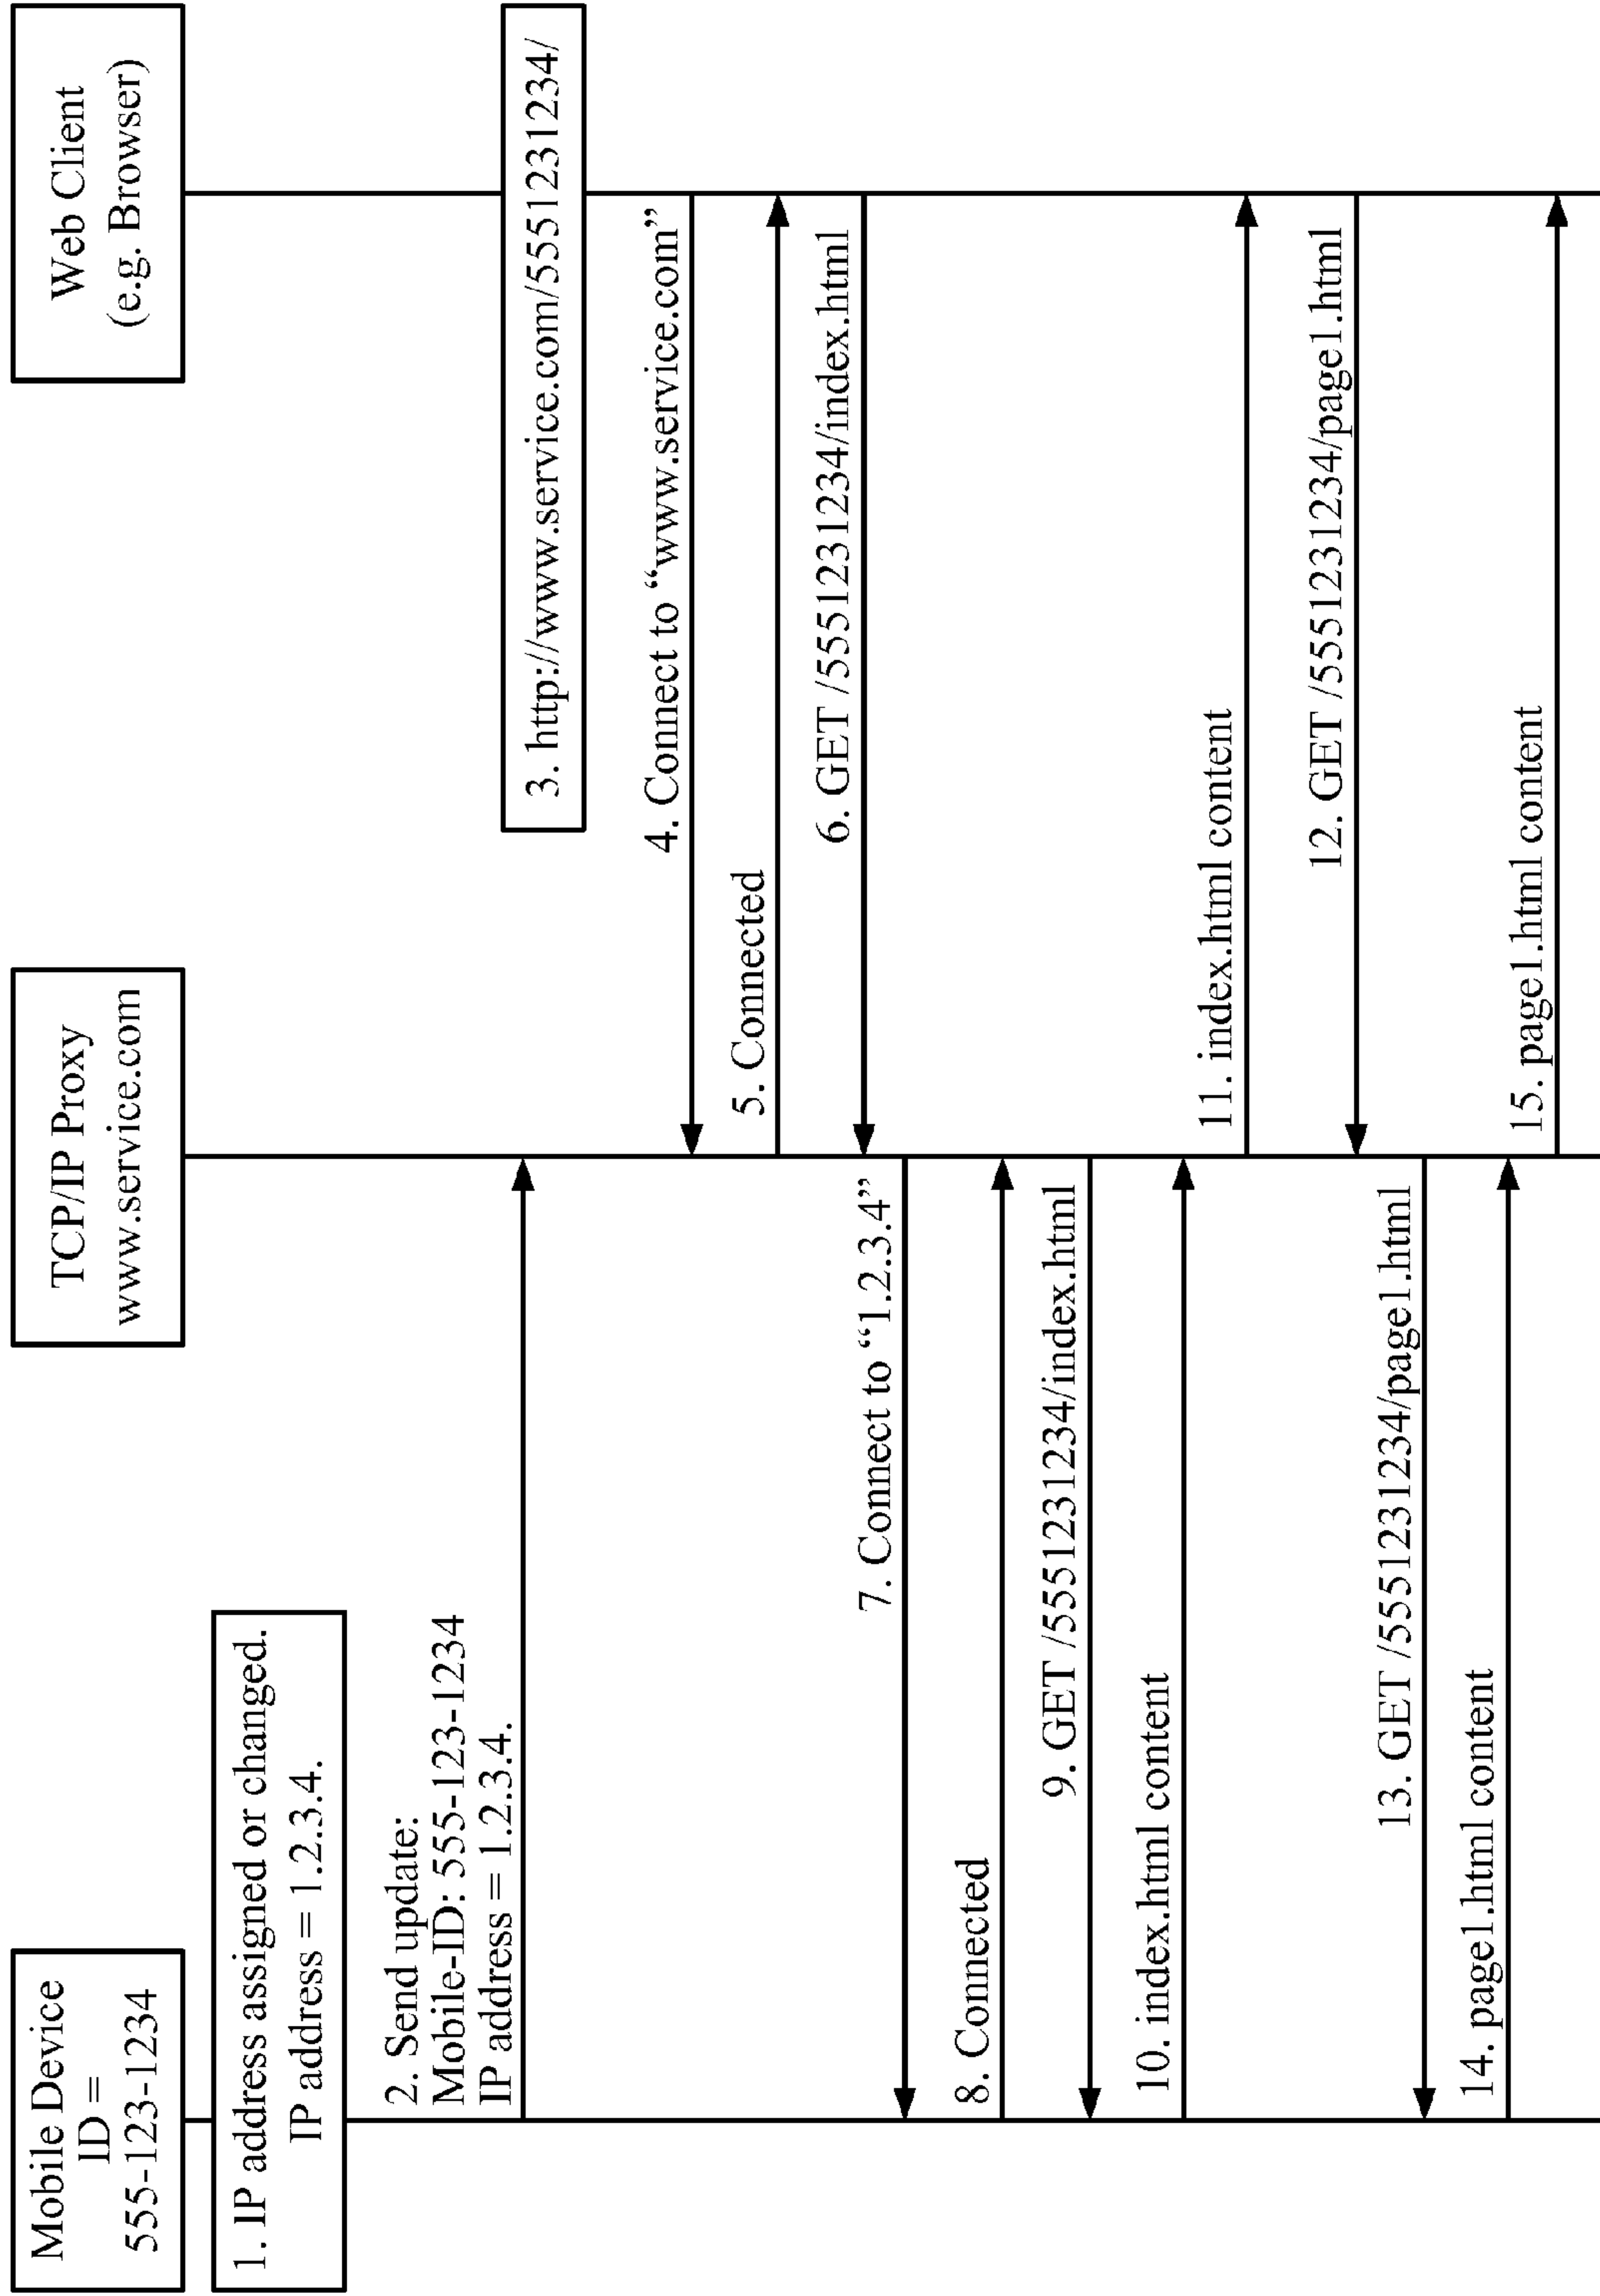 Mobile Device
ID =
555-123-1234
TCP/IP Proxy
www.service.com
Web Client
(e.g. Browser)
1. IP address assigned or changed.
IP address = 1.2.3.4.
2. Send update:
Mobile-ID: 555-123-1234
IP address = 1.2.3.4.
3. http://www.service.com/5551231234/
4. Connect to “www.service.com”
5. Connected
6. GET /5551231234/index.html
7. Connect to “1.2.3.4”
8. Connected
9. GET /5551231234/index.html
10. index.html content
11. index.html content
12. GET /5551231234/page1.html
13. GET /5551231234/page1.html
14. page1.html content
15. page1.html content